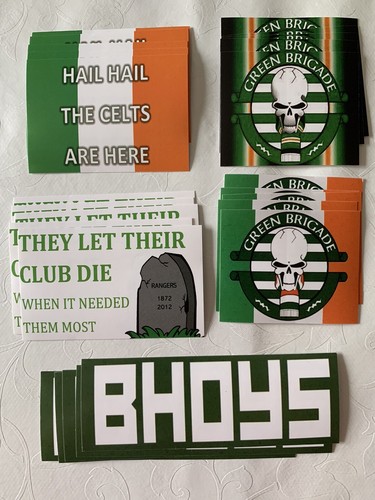 HAIL HAIL
THE CELTS
ARE HERE
GREEN BRIGADE
THEY LET THEIR
CLUB DIE
WHEN IT NEEDED
THEM MOST
RANGERS
1872
2012
GREEN BRIGADE
BHOYS